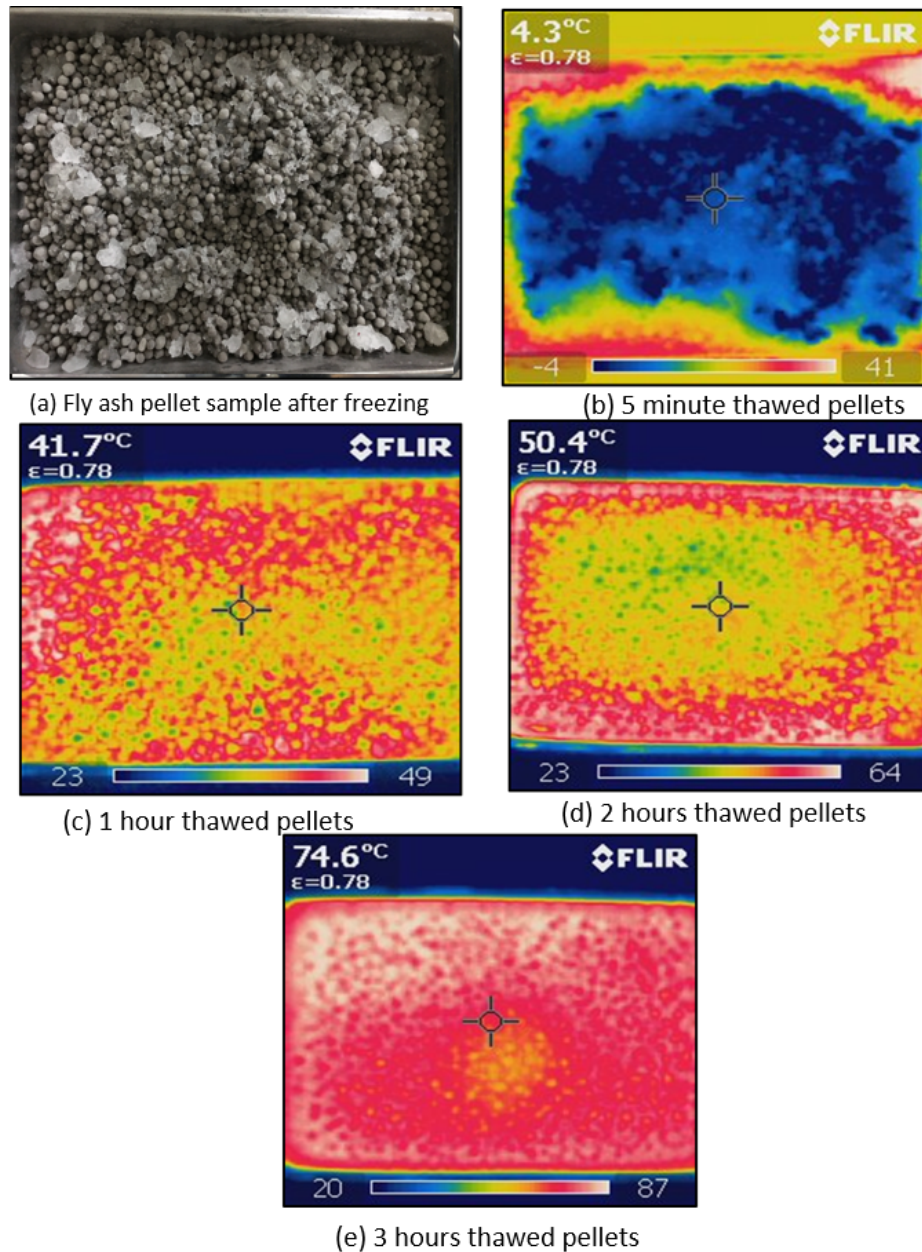 4.3°C
FLIR
ε=0.78
-4 41
(a) Fly ash pellet sample after freezing
(b) 5 minute thawed pellets
41.7°C
FLIR
ε=0.78
23 49
50.4°C
FLIR
ε=0.78
23 64
(c) 1 hour thawed pellets
(d) 2 hours thawed pellets
74.6°C
FLIR
ε=0.78
20 87
(e) 3 hours thawed pellets